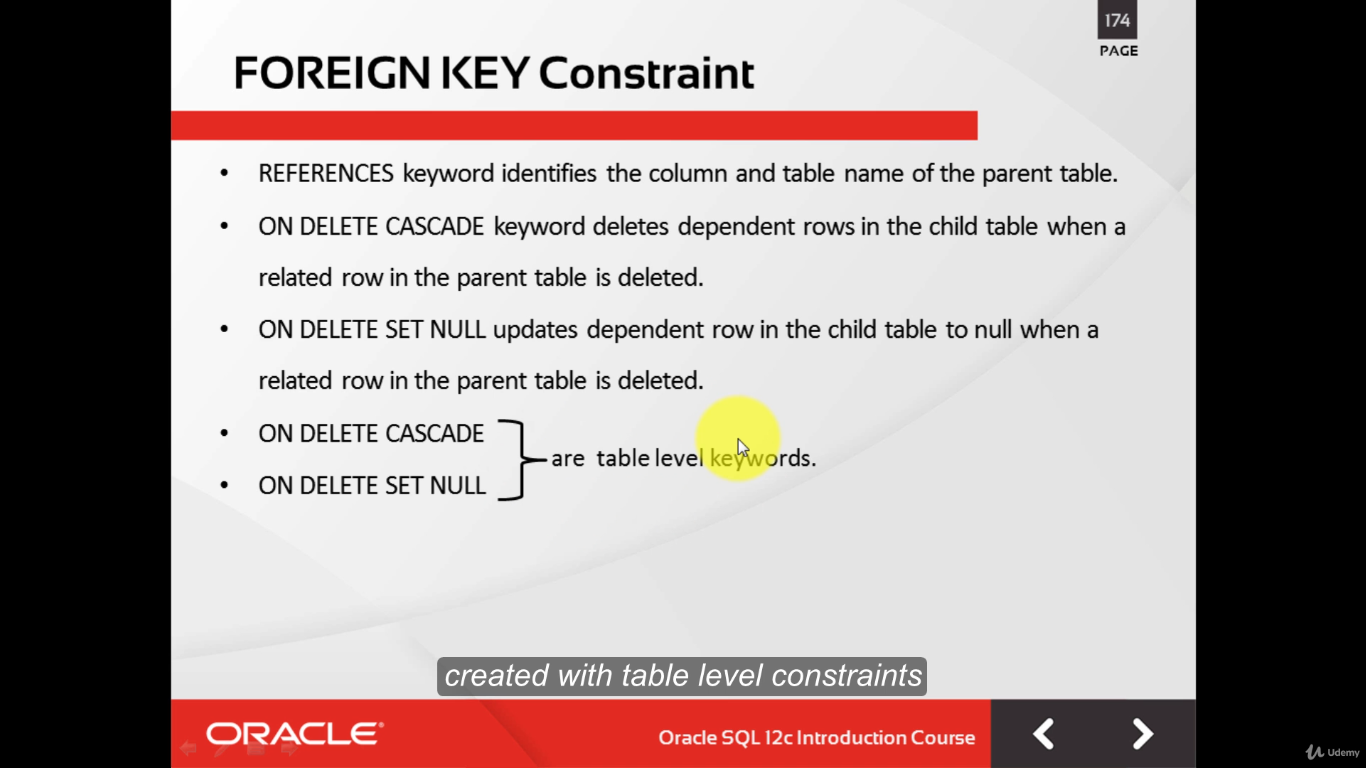 174
PAGE
FOREIGN KEY Constraint
• REFERENCES keyword identifies the column and table name of the parent table.
• ON DELETE CASCADE keyword deletes dependent rows in the child table when a
related row in the parent table is deleted.
• ON DELETE SET NULL updates dependent row in the child table to null when a
related row in the parent table is deleted.
• ON DELETE CASCADE
are table level keywords.
• ON DELETE SET NULL
created with table level constraints
ORACLE®
Oracle SQL 12c Introduction Course
Udemy